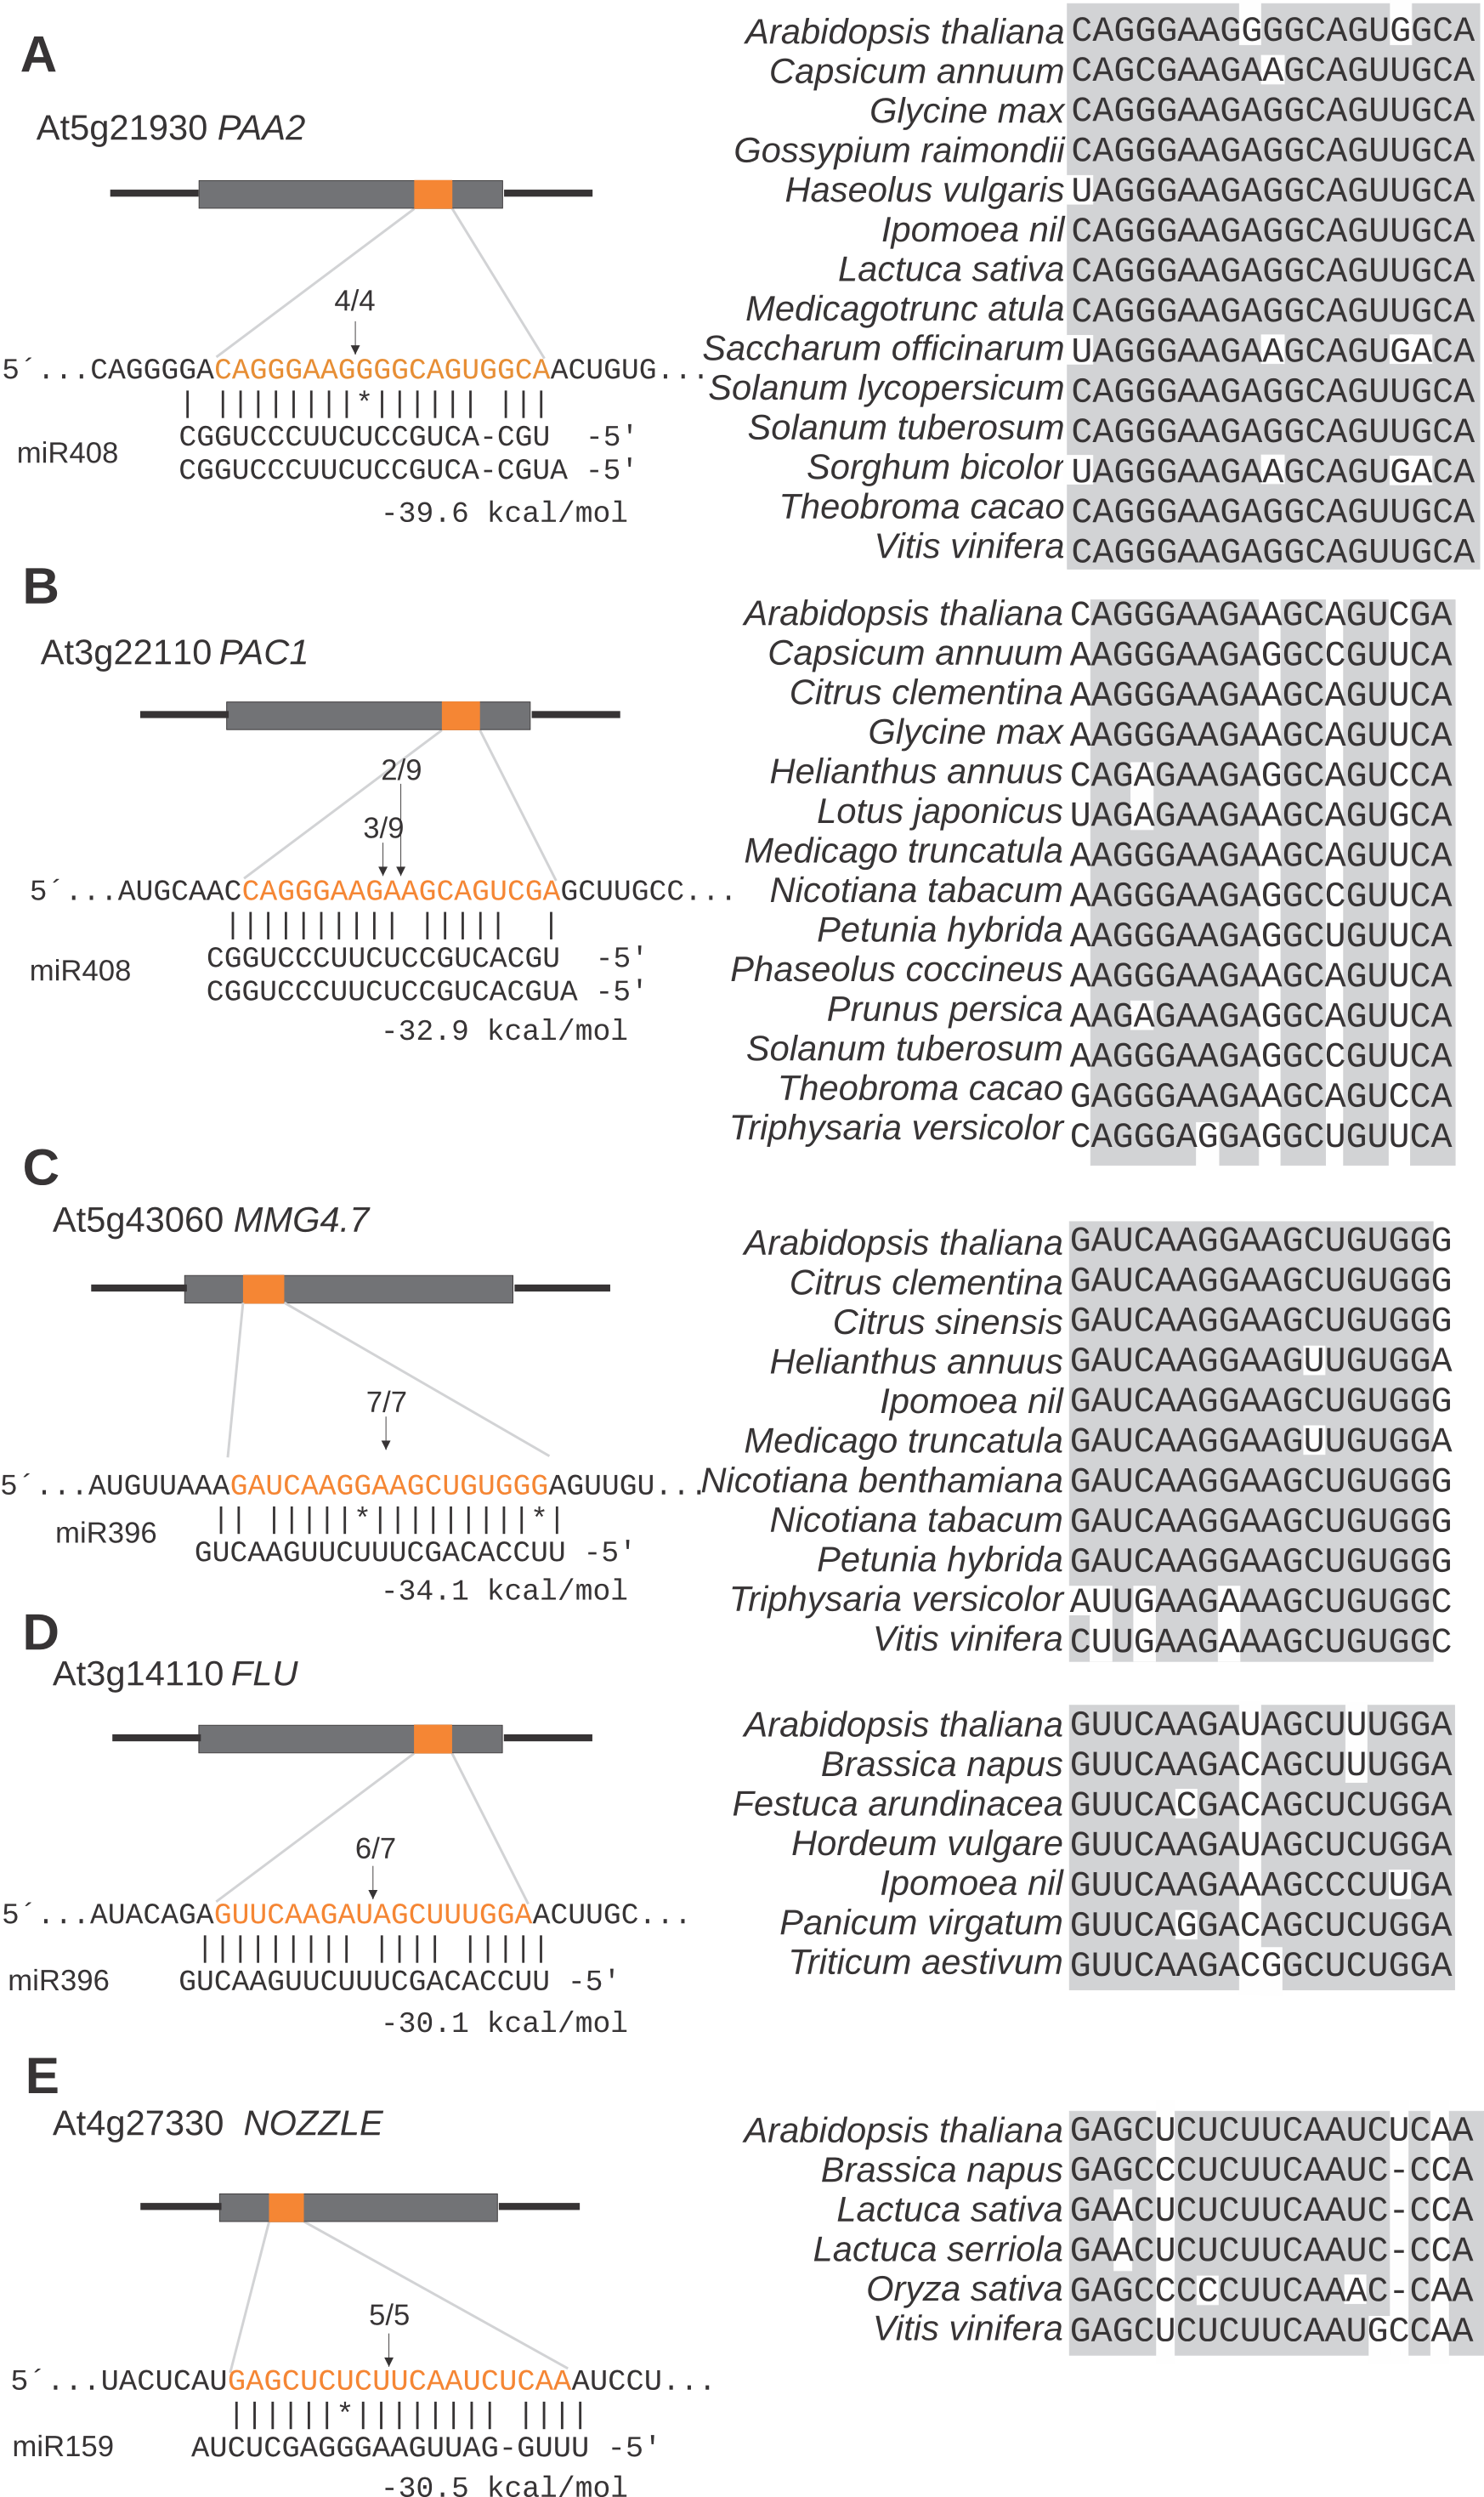 A
At5g21930 PAA2
4/4
5´...CAGGGGACAGGGAAGGGGCAGUGGCAACUGUG...
| ||||||||*|||||| |||
CGGUCCCUUCUCCGUCA-CGU -5'
miR408
CGGUCCCUUCUCCGUCA-CGUA -5'
-39.6 kcal/mol
Arabidopsis thaliana CAGGGAAGGGGCAGUGGCA
Capsicum annuum CAGCGAAGAAGCAGUUGCA
Glycine max CAGGGAAGAGGCAGUUGCA
Gossypium raimondii CAGGGAAGAGGCAGUUGCA
Haseolus vulgaris UAGGGAAGAGGCAGUUGCA
Ipomoea nil CAGGGAAGAGGCAGUUGCA
Lactuca sativa CAGGGAAGAGGCAGUUGCA
Medicagotrunc atula CAGGGAAGAGGCAGUUGCA
Saccharum officinarum UAGGGAAGAAGCAGUGACA
Solanum lycopersicum CAGGGAAGAGGCAGUUGCA
Solanum tuberosum CAGGGAAGAGGCAGUUGCA
Sorghum bicolor UAGGGAAGAAGCAGUGACA
Theobroma cacao CAGGGAAGAGGCAGUUGCA
Vitis vinifera CAGGGAAGAGGCAGUUGCA
B
At3g22110 PAC1
2/9
3/9
5´...AUGCAACCAGGGAAGAAGCAGUCGAGCUUGCC...
|||||||||| ||||| |
CGGUCCCUUCUCCGUCACGU -5'
miR408
CGGUCCCUUCUCCGUCACGUA -5'
-32.9 kcal/mol
Arabidopsis thaliana CAGGGAAGAAGCAGUCGA
Capsicum annuum AAGGGAAGAGGCCGUUCA
Citrus clementina AAGGGAAGAAGCAGUUCA
Glycine max AAGGGAAGAAGCAGUUCA
Helianthus annuus CAGAGAAGAGGCAGUCCA
Lotus japonicus UAGAGAAGAAGCAGUGCA
Medicago truncatula AAGGGAAGAAGCAGUUCA
Nicotiana tabacum AAGGGAAGAGGCCGUUCA
Petunia hybrida AAGGGAAGAGGCUGUUCA
Phaseolus coccineus AAGGGAAGAAGCAGUUCA
Prunus persica AAGAGAAGAGGCAGUUCA
Solanum tuberosum AAGGGAAGAGGCCGUUCA
Theobroma cacao GAGGGAAGAAGCAGUCCA
Triphysaria versicolor CAGGGAGGAGGCUGUUCA
C
At5g43060 MMG4.7
7/7
5´...AUGUUAAAGAUCAAGGAAGCUGUGGGAGUUGU...
|| |||||*|||||||||*|
miR396
GUCAAGUUCUUUCGACACCUU -5'
-34.1 kcal/mol
Arabidopsis thaliana GAUCAAGGAAGCUGUGGG
Citrus clementina GAUCAAGGAAGCUGUGGG
Citrus sinensis GAUCAAGGAAGCUGUGGG
Helianthus annuus GAUCAAGGAAGUUGUGGA
Ipomoea nil GAUCAAGGAAGCUGUGGG
Medicago truncatula GAUCAAGGAAGUUGUGGA
Nicotiana benthamiana GAUCAAGGAAGCUGUGGG
Nicotiana tabacum GAUCAAGGAAGCUGUGGG
Petunia hybrida GAUCAAGGAAGCUGUGGG
Triphysaria versicolor AUUGAAGAAAGCUGUGGC
Vitis vinifera CUUGAAGAAAGCUGUGGC
D
At3g14110 FLU
6/7
5´...AUACAGAGUUCAAGAUAGCUUUGGAACUUGC...
||||||||| |||| |||||
miR396 GUCAAGUUCUUUCGACACCUU -5'
-30.1 kcal/mol
Arabidopsis thaliana GUUCAAGAUAGCUUUGGA
Brassica napus GUUCAAGACAGCUUUGGA
Festuca arundinacea GUUCACGACAGCUCUGGA
Hordeum vulgare GUUCAAGAUAGCUCUGGA
Ipomoea nil GUUCAAGAAAGCCCUUGA
Panicum virgatum GUUCAGGACAGCUCUGGA
Triticum aestivum GUUCAAGACGGCUCUGGA
E
At4g27330 NOZZLE
5/5
5´...UACUCAUGAGCUCUCUUCAAUCUCAAAUCCU...
||||||*|||||||| ||||
miR159 AUCUCGAGGGAAGUUAG-GUUU -5'
-30.5 kcal/mol
Arabidopsis thaliana GAGCUCUCUUCAAUCUCAA
Brassica napus GAGCCCUCUUCAAUC-CCA
Lactuca sativa GAACUCUCUUCAAUC-CCA
Lactuca serriola GAACUCUCUUCAAUC-CCA
Oryza sativa GAGCCCCCUUCAAAC-CAA
Vitis vinifera GAGCUCUCUUCAAUGCCAA